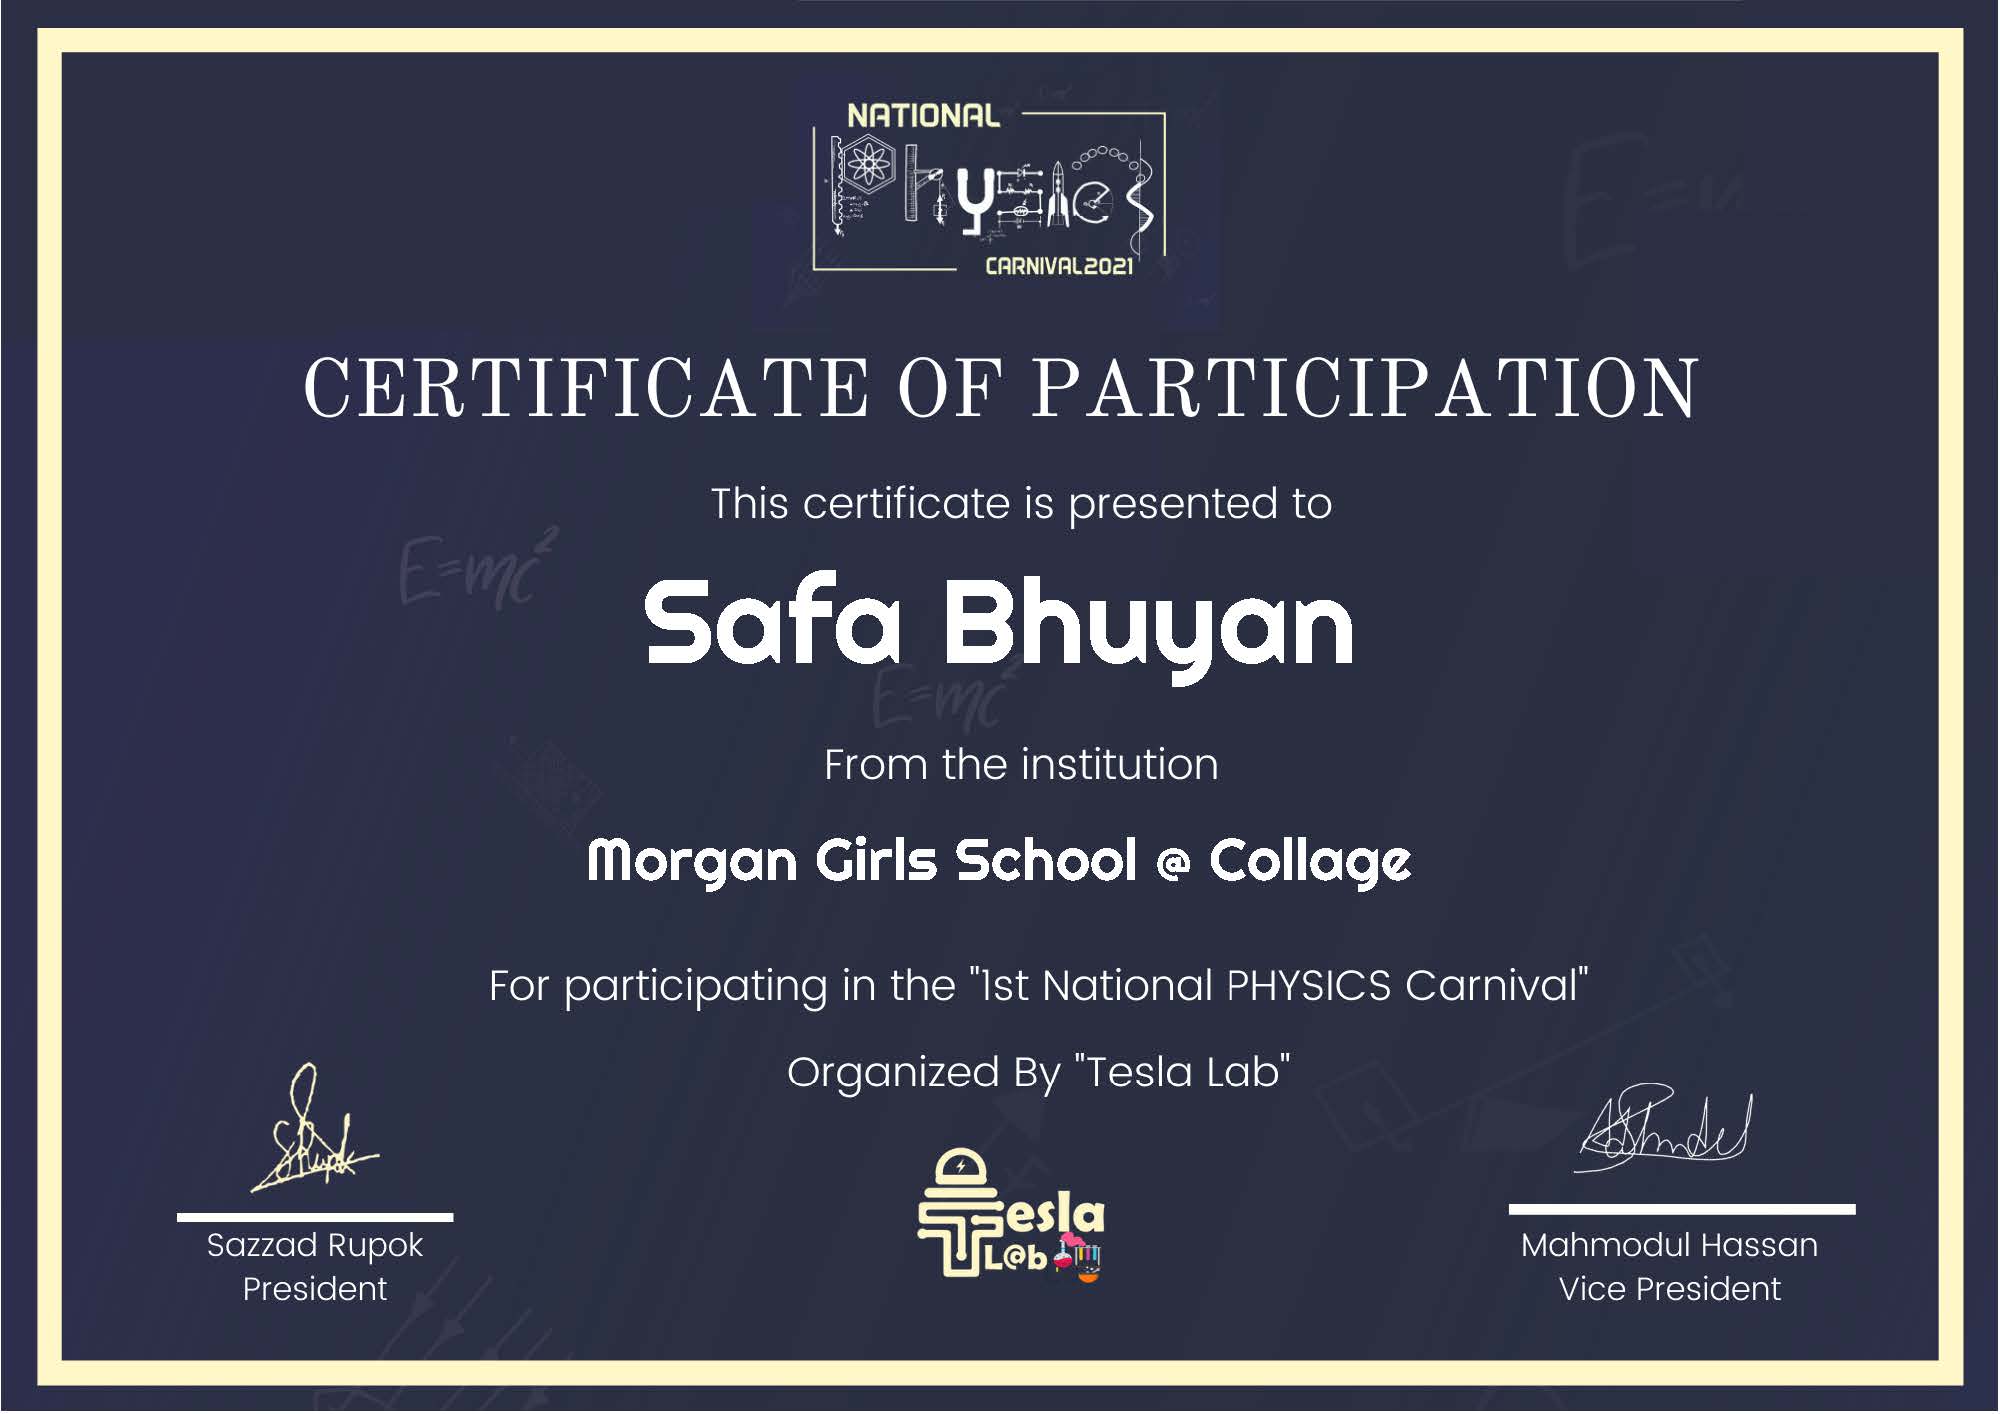 NATIONAL
Physics
CARNIVAL2021
CERTIFICATE OF PARTICIPATION
This certificate is presented to
E=mc²
Safa Bhuyan
E=mc²
From the institution
Morgan Girls School @ Collage
For participating in the "1st National PHYSICS Carnival"
Organized By "Tesla Lab"
Tesla
L@b
Sazzad Rupok
President
Mahmodul Hassan
Vice President